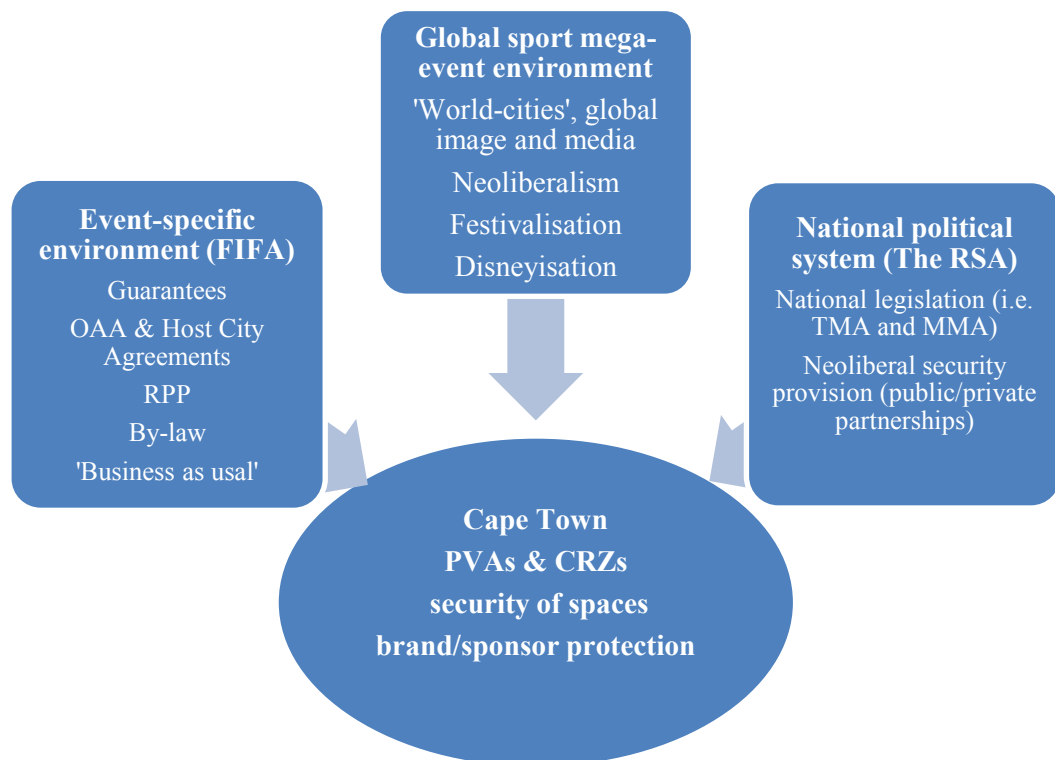 Global sport mega-
event environment
'World-cities', global
image and media
Neoliberalism
Festivalisation
Disneyisation
Event-specific
environment (FIFA)
Guarantees
OAA & Host City
Agreements
RPP
By-law
'Business as usal'
National political
system (The RSA)
National legislation (i.e.
TMA and MMA)
Neoliberal security
provision (public/private
partnerships)
Cape Town
PVAs & CRZs
security of spaces
brand/sponsor protection